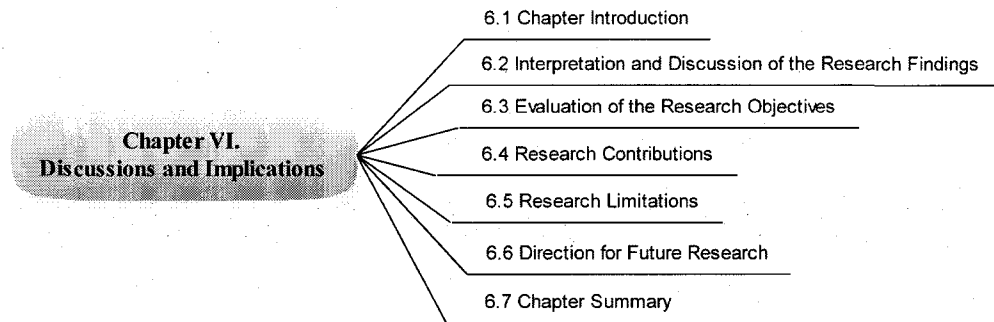 6.1 Chapter Introduction
6.2 Interpretation and Discussion of the Research Findings
6.3 Evaluation of the Research Objectives
Chapter VI.
Discussions and Implications
6.4 Research Contributions
6.5 Research Limitations
6.6 Direction for Future Research
6.7 Chapter Summary